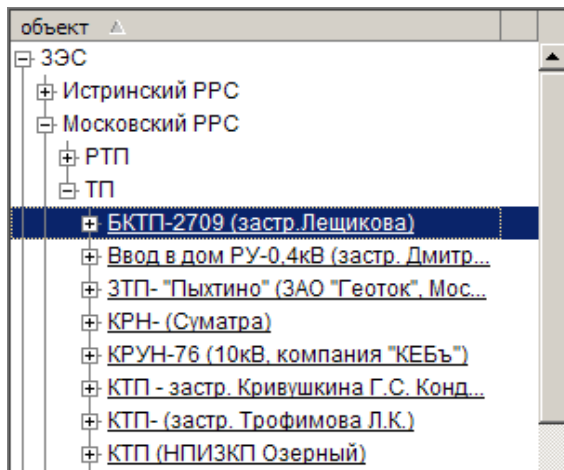 объект
ЗЭС
Истринский РРС
Московский РРС
РТП
ТП
БКТП-2709 (застр.Лещикова)
Ввод в дом РУ-0,4кВ (застр. Дмитр...
ЗТП- "Пыхтино" (ЗАО "Геоток", Мос...
КРН- (Суматра)
КРУН-76 (10кВ, компания "КЕБъ")
КТП - застр. Кривушкина Г.С. Конд...
КТП- (застр. Трофимова Л.К.)
КТП (НПИЗКП Озерный)